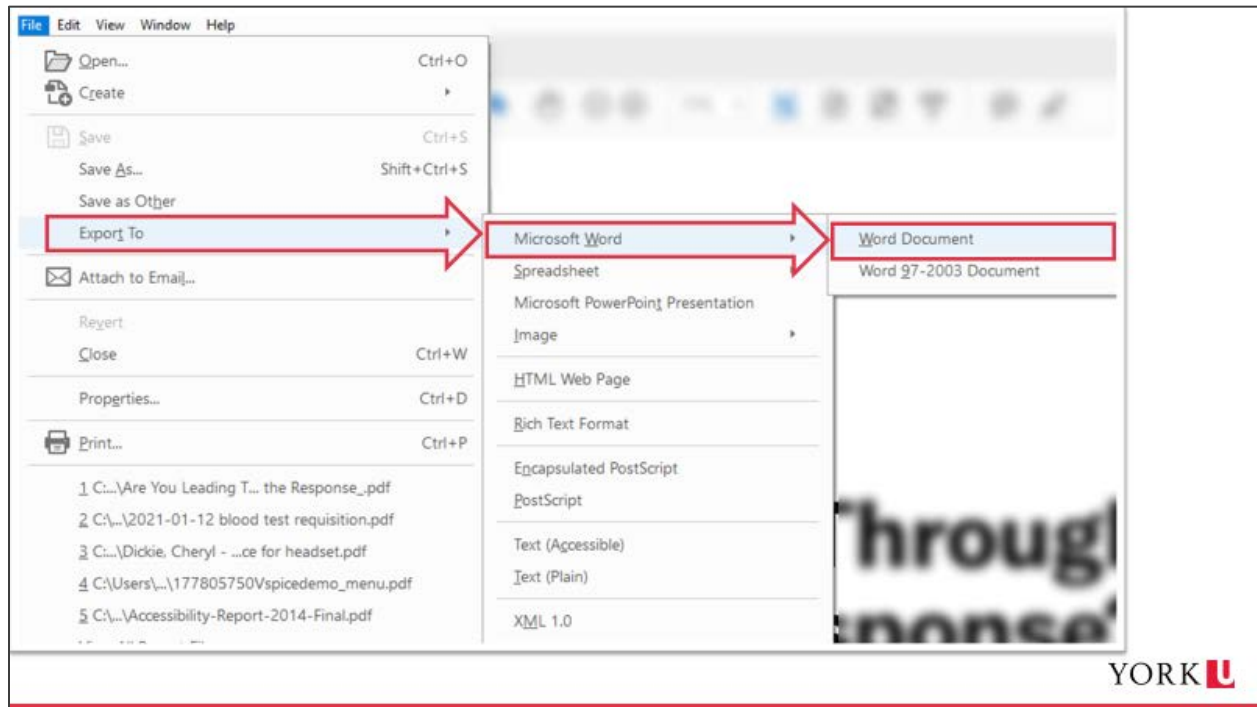 File Edit View Window Help
Open... Ctrl+O
Create
Save Ctrl+S
Save As... Shift+Ctrl+S
Save as Other
Export To
Attach to Email...
Revert
Close Ctrl+W
Properties... Ctrl+D
Print... Ctrl+P
1 C:...\Are You Leading T... the Response_.pdf
2 C:\...\2021-01-12 blood test requisition.pdf
3 C:...\Dickie, Cheryl - ...ce for headset.pdf
4 C:\Users\...\177805750Vspicedemo_menu.pdf
5 C:\...\Accessibility-Report-2014-Final.pdf
Microsoft Word
Spreadsheet
Microsoft PowerPoint Presentation
Image
HTML Web Page
Rich Text Format
Encapsulated PostScript
PostScript
Text (Accessible)
Text (Plain)
XML 1.0
Word Document
Word 97-2003 Document
YORK U